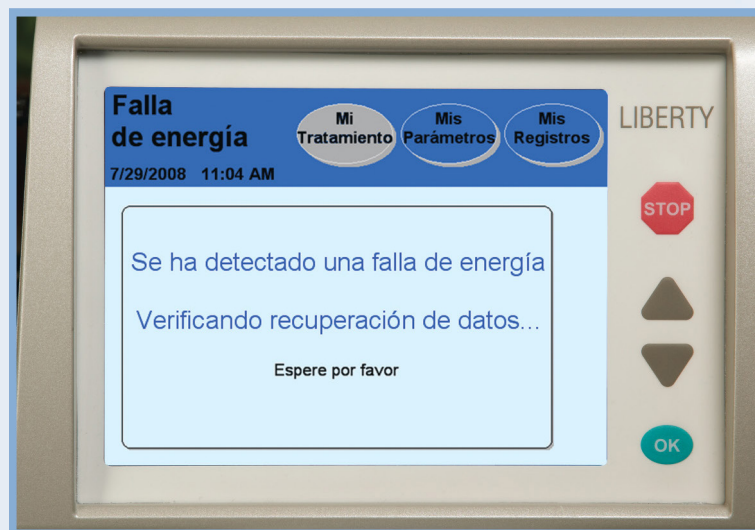 Falla
de energía
7/29/2008 11:04 AM
Mi
Tratamiento
Mis
Parámetros
Mis
Registros
LIBERTY
STOP
Se ha detectado una falla de energía
Verificando recuperación de datos...
Espere por favor
OK